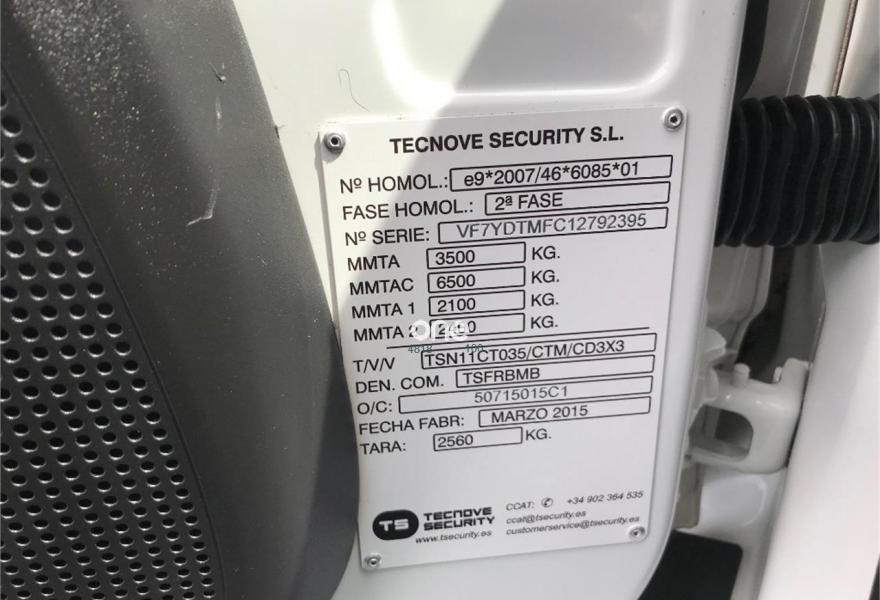 TECNOVE SECURITY S.L.
Nº HOMOL.: e9*2007/46*6085*01
FASE HOMOL.: 2ª FASE
Nº SERIE: VF7YDTMFC12792395
MMTA 3500 KG.
MMTAC 6500 KG.
MMTA 1 2100 KG.
MMTA 2 KG.
one
T/V/V TSN11CT035/CTM/CD3X3
DEN. COM. TSFRBMB
O/C: 50715015C1
FECHA FABR: MARZO 2015
TARA: 2560 KG.
TS TECNOVE SECURITY
www.tsecurity.es
CCAT: ✆ +34 902 364 535
ccat@tsecurity.es
customerservice@tsecurity.es